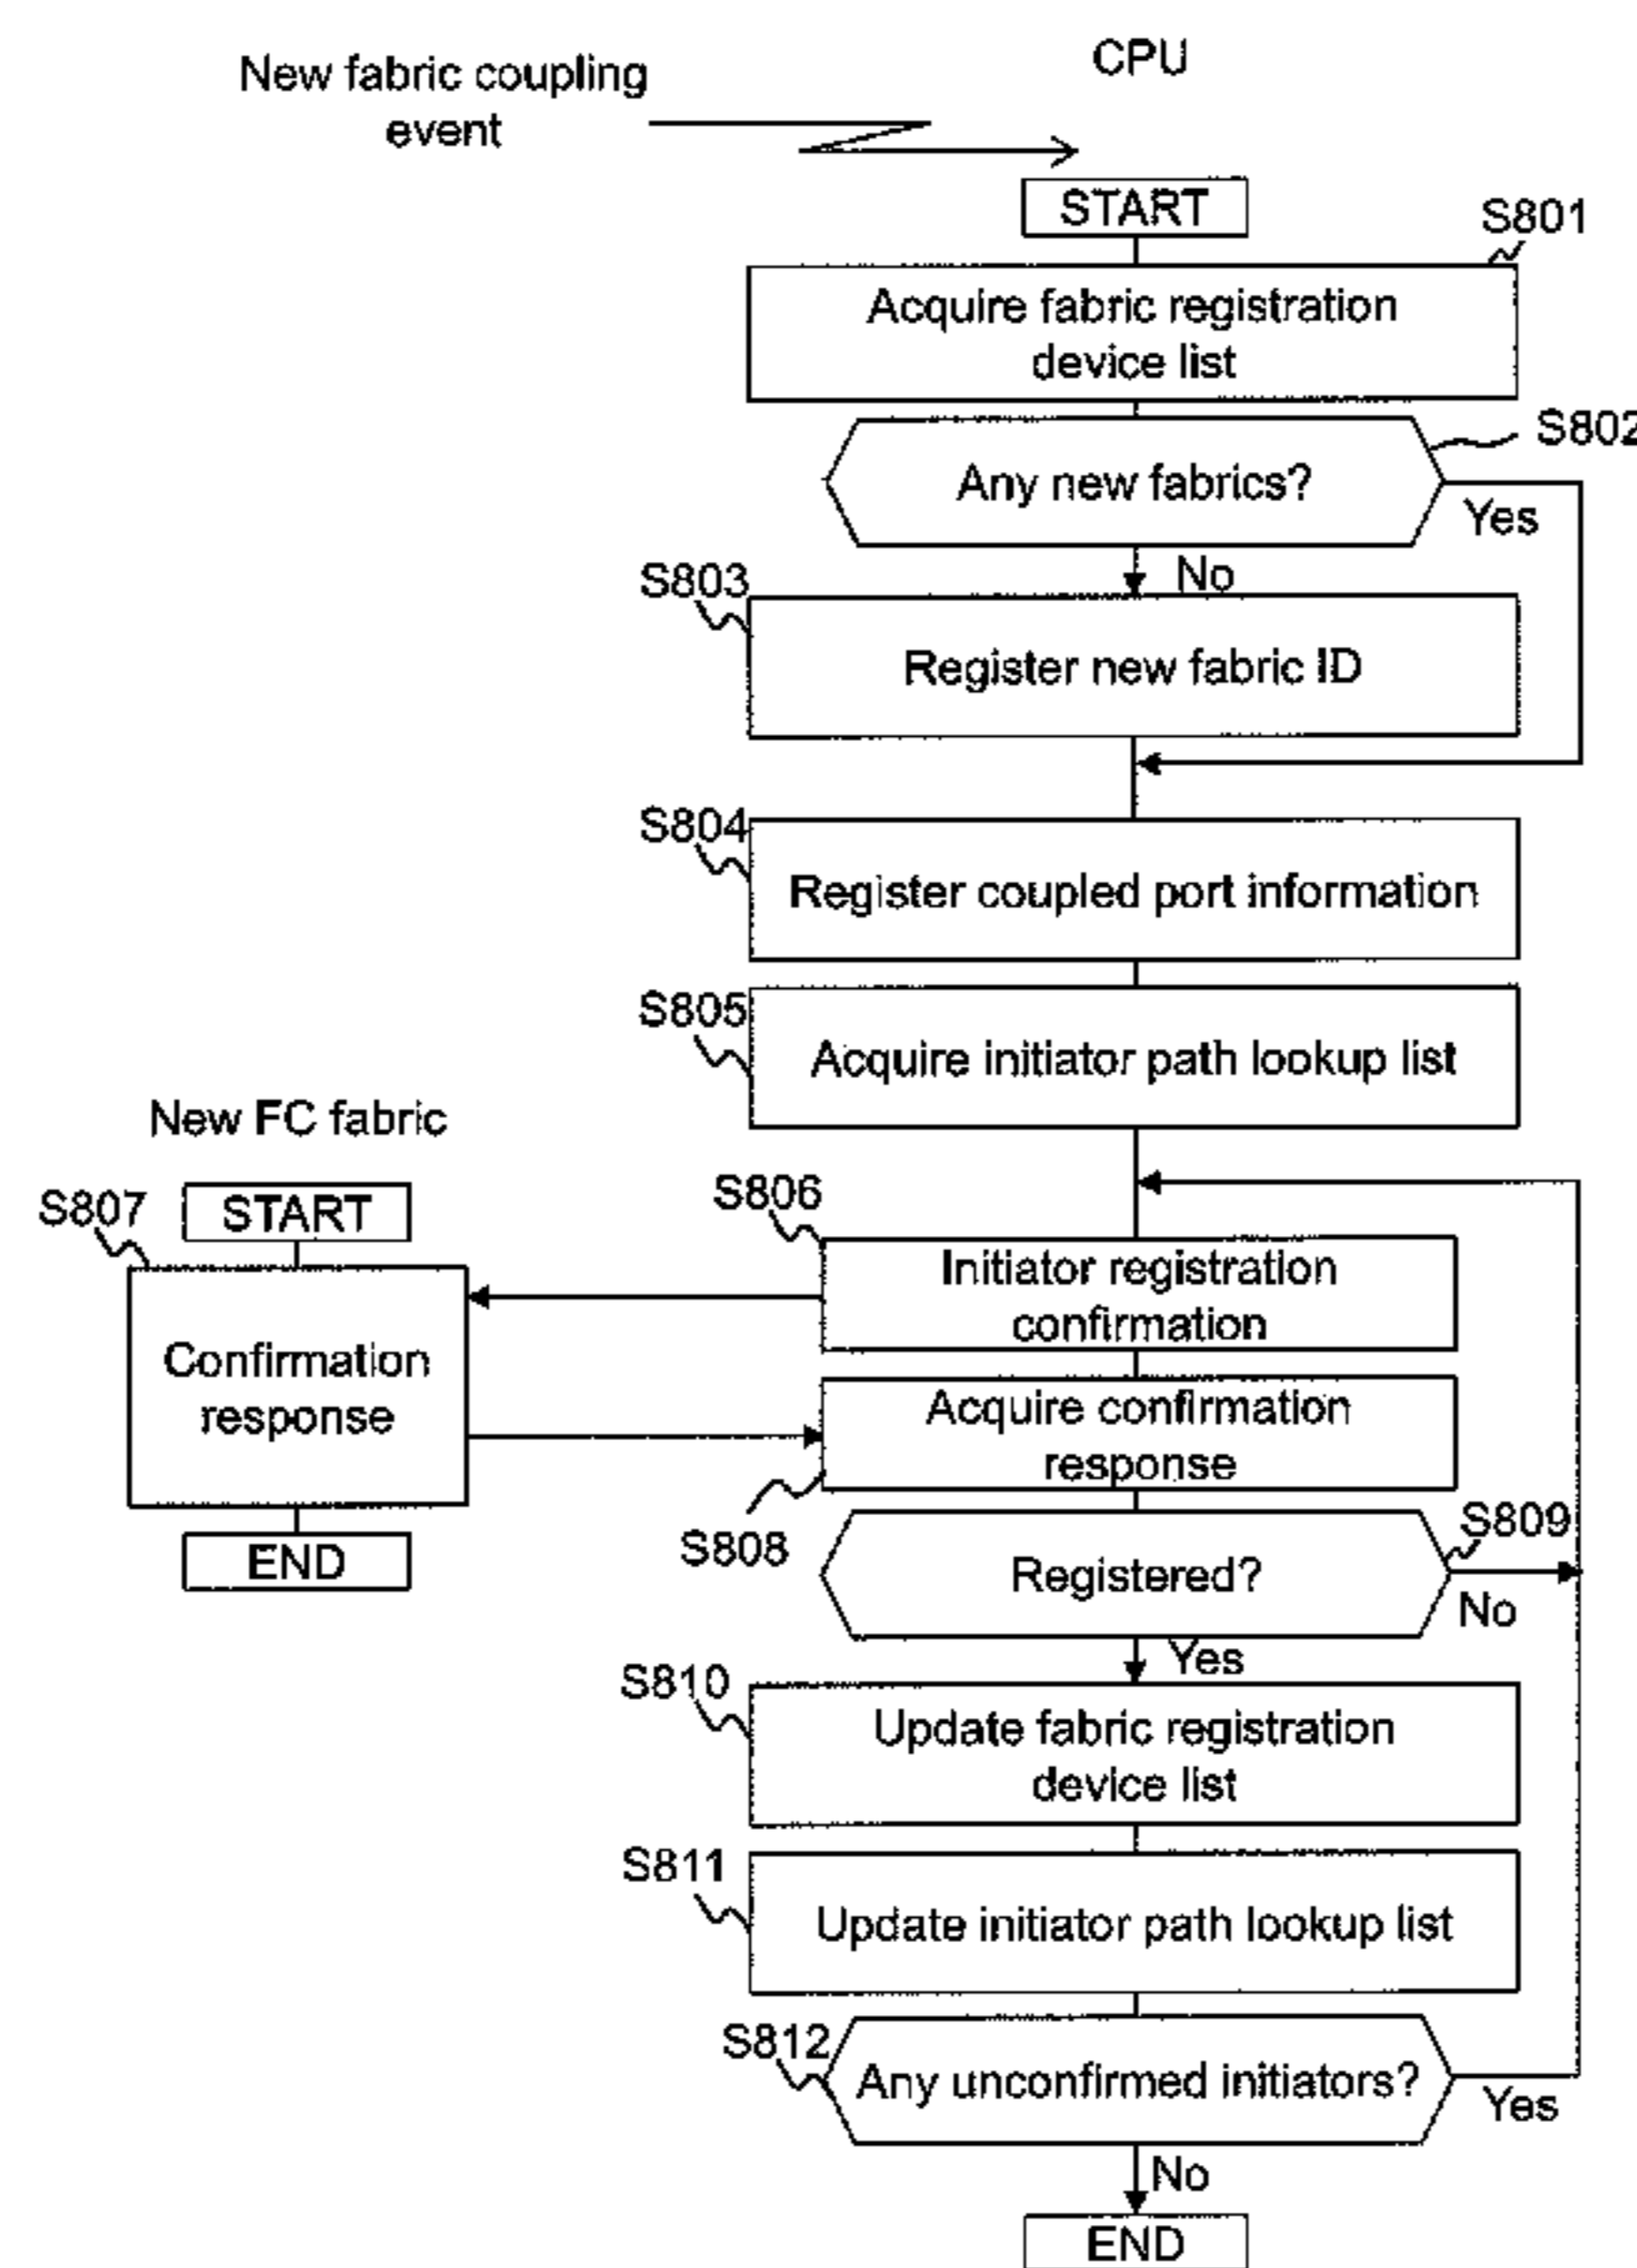 New fabric coupling
event
CPU
START
S801
Acquire fabric registration
device list
S802
Any new fabrics?
Yes
No
S803
Register new fabric ID
S804
Register coupled port information
S805
Acquire initiator path lookup list
New FC fabric
S807
START
Confirmation
response
END
S806
Initiator registration
confirmation
Acquire confirmation
response
S808
S809
Registered?
No
Yes
S810
Update fabric registration
device list
S811
Update initiator path lookup list
S812
Any unconfirmed initiators?
Yes
No
END